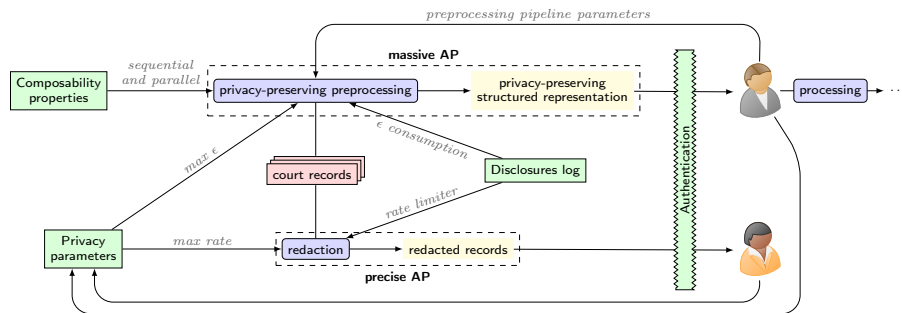 preprocessing pipeline parameters
massive AP
sequential
and parallel
Composability
properties
privacy-preserving preprocessing
privacy-preserving
structured representation
processing
...
ϵ consumption
max ϵ
court records
Disclosures log
Authentication
rate limiter
Privacy
parameters
max rate
redaction
redacted records
precise AP